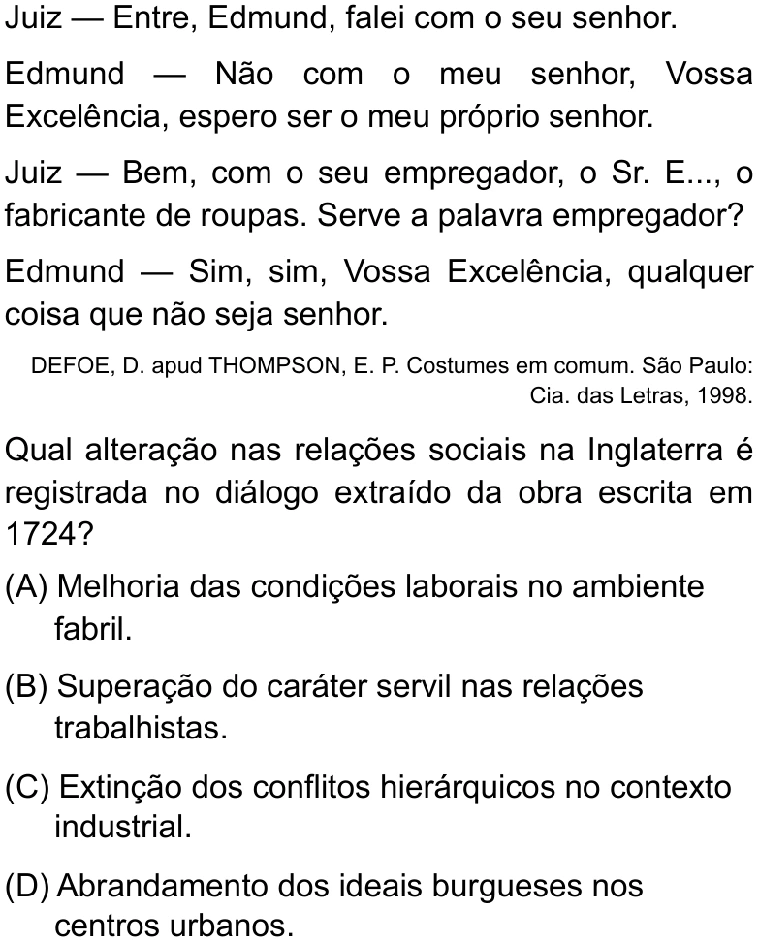 Juiz — Entre, Edmund, falei com o seu senhor.
Edmund — Não com o meu senhor, Vossa
Excelência, espero ser o meu próprio senhor.
Juiz — Bem, com o seu empregador, o Sr. E..., o
fabricante de roupas. Serve a palavra empregador?
Edmund — Sim, sim, Vossa Excelência, qualquer
coisa que não seja senhor.
DEFOE, D. apud THOMPSON, E. P. Costumes em comum. São Paulo:
Cia. das Letras, 1998.
Qual alteração nas relações sociais na Inglaterra é
registrada no diálogo extraído da obra escrita em
1724?
(A) Melhoria das condições laborais no ambiente
fabril.
(B) Superação do caráter servil nas relações
trabalhistas.
(C) Extinção dos conflitos hierárquicos no contexto
industrial.
(D) Abrandamento dos ideais burgueses nos
centros urbanos.